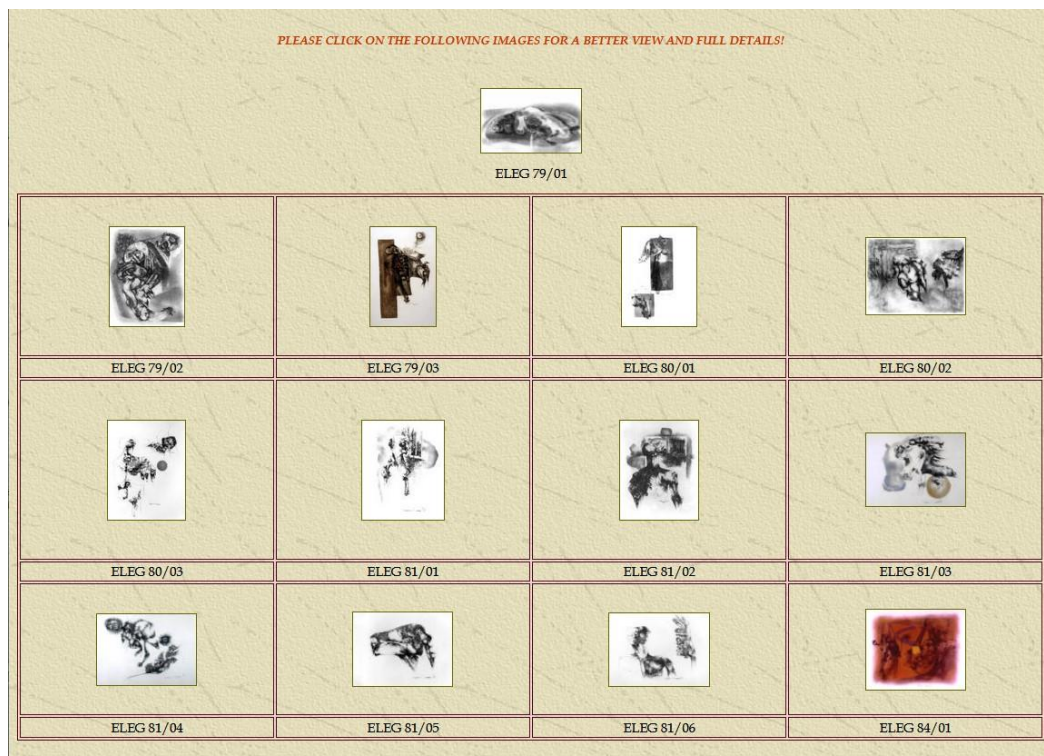 PLEASE CLICK ON THE FOLLOWING IMAGES FOR A BETTER VIEW AND FULL DETAILS!
ELEG 79/01
ELEG 79/02 ELEG 79/03 ELEG 80/01 ELEG 80/02
ELEG 80/03 ELEG 81/01 ELEG 81/02 ELEG 81/03
ELEG 81/04 ELEG 81/05 ELEG 81/06 ELEG 84/01